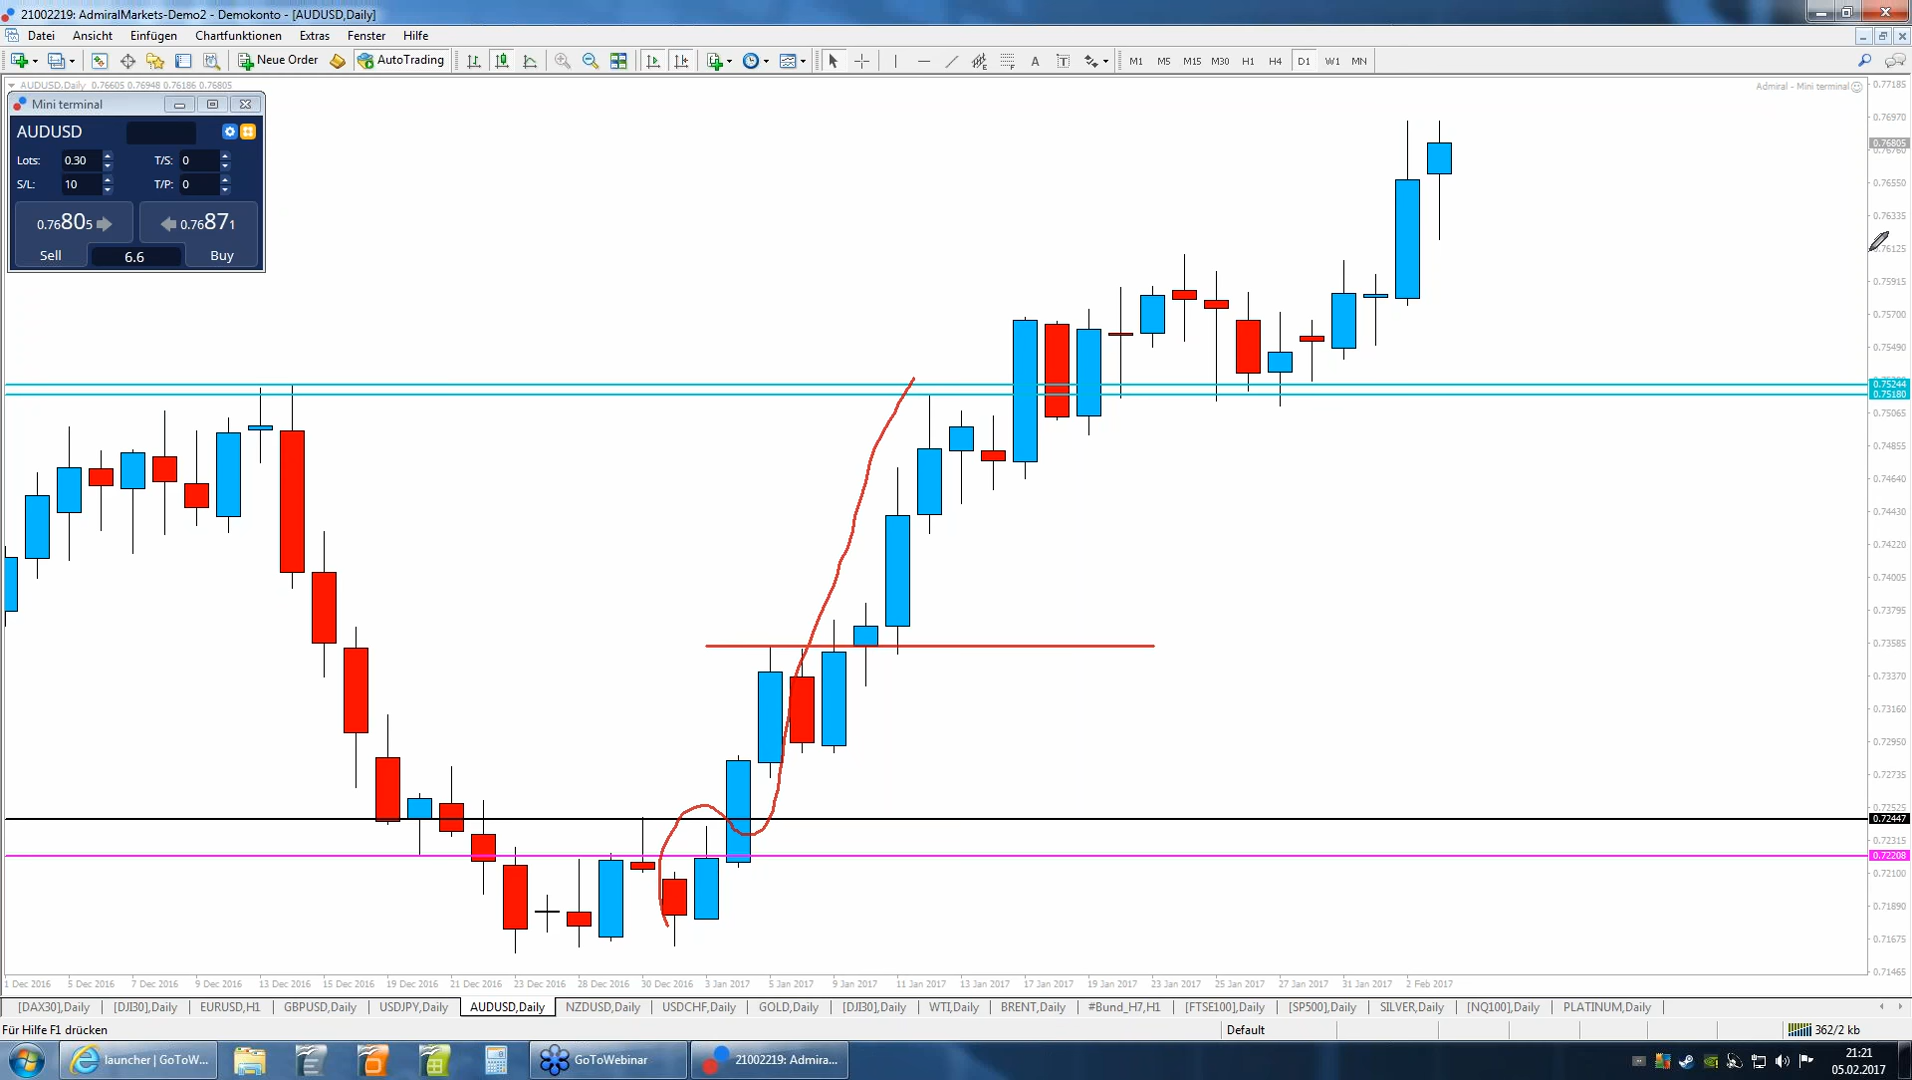 21002219: AdmiralMarkets-Demo2 - Demokonto - [AUDUSD,Daily]
Datei Ansicht Einfügen Chartfunktionen Extras Fenster Hilfe
Neue Order AutoTrading A T M1 M5 M15 M30 H1 H4 D1 W1 MN
AUDUSD,Daily 0.76605 0.76948 0.76186 0.76805
Admiral - Mini terminal
Mini terminal
AUDUSD
Lots: 0.30 T/S: 0
S/L: 10 T/P: 0
0.76805 0.76871
Sell 6.6 Buy
0.77185
0.76970
0.76805
0.76550
0.76335
0.76125
0.75915
0.75700
0.75490
0.75244
0.75180
0.75065
0.74855
0.74640
0.74430
0.74220
0.74005
0.73795
0.73585
0.73370
0.73160
0.72950
0.72735
0.72525
0.72447
0.72315
0.72208
0.72100
0.71890
0.71675
0.71465
1 Dec 2016 5 Dec 2016 7 Dec 2016 9 Dec 2016 13 Dec 2016 15 Dec 2016 19 Dec 2016 21 Dec 2016 23 Dec 2016 28 Dec 2016 30 Dec 2016 3 Jan 2017 5 Jan 2017 9 Jan 2017 11 Jan 2017 13 Jan 2017 17 Jan 2017 19 Jan 2017 23 Jan 2017 25 Jan 2017 27 Jan 2017 31 Jan 2017 2 Feb 2017
[DAX30],Daily [DJI30],Daily EURUSD,H1 GBPUSD,Daily USDJPY,Daily AUDUSD,Daily NZDUSD,Daily USDCHF,Daily GOLD,Daily [DJI30],Daily WTI,Daily BRENT,Daily #Bund_H7,H1 [FTSE100],Daily [SP500],Daily SILVER,Daily [NQ100],Daily PLATINUM,Daily
Für Hilfe F1 drücken Default 362/2 kb
launcher | GoToW... GoToWebinar 21002219: Admira... 21:21
05.02.2017